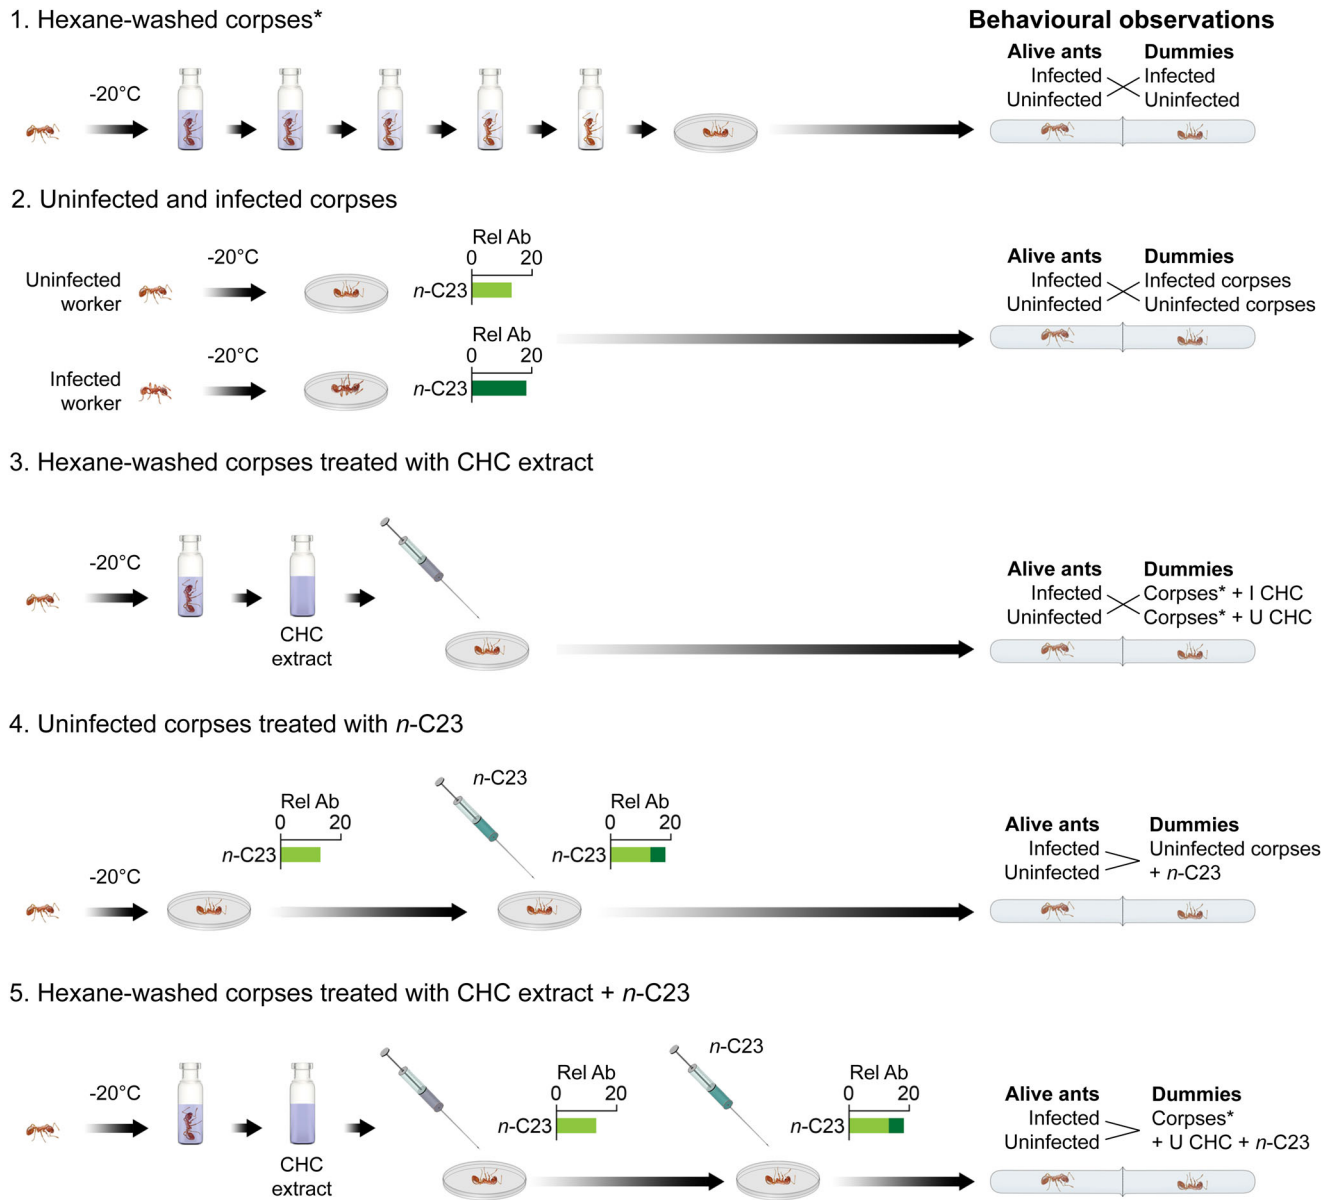 1. Hexane-washed corpses*
Behavioural observations
-20°C
Alive ants Dummies
Infected Infected
Uninfected Uninfected
2. Uninfected and infected corpses
Uninfected
worker
-20°C
Rel Ab
0 20
n-C23
Infected
worker
-20°C
Rel Ab
0 20
n-C23
Alive ants Dummies
Infected Infected corpses
Uninfected Uninfected corpses
3. Hexane-washed corpses treated with CHC extract
-20°C
CHC
extract
Alive ants Dummies
Infected Corpses* + I CHC
Uninfected Corpses* + U CHC
4. Uninfected corpses treated with n-C23
-20°C
Rel Ab
0 20
n-C23
n-C23
Rel Ab
0 20
n-C23
Alive ants Dummies
Infected Uninfected corpses
Uninfected + n-C23
5. Hexane-washed corpses treated with CHC extract + n-C23
-20°C
CHC
extract
Rel Ab
0 20
n-C23
n-C23
Rel Ab
0 20
n-C23
Alive ants Dummies
Infected Corpses*
Uninfected + U CHC + n-C23